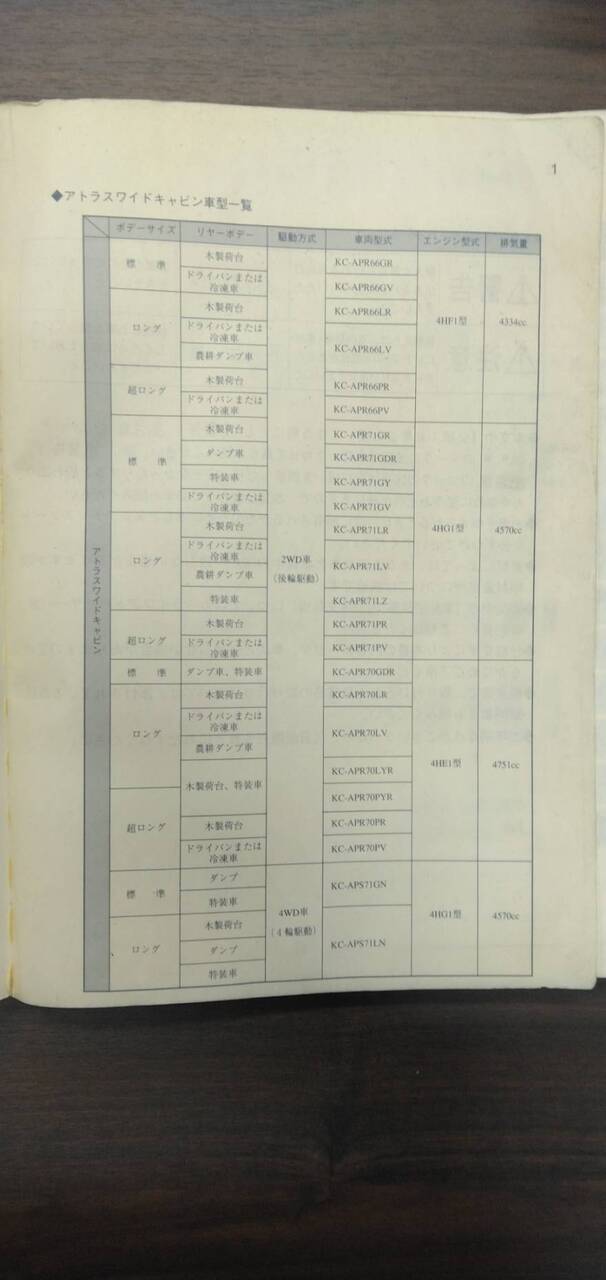 1
◆アトラスワイドキャビン車型一覧
ボデーサイズ リヤーボデー 駆動方式 車両型式 エンジン型式 排気量
アトラスワイドキャビン
標 準 木製荷台 2WD車 (後輪駆動) KC-APR66GR 4HF1型 4334cc
ドライバンまたは
冷凍車 KC-APR66GV
ロング 木製荷台 KC-APR66LR
ドライバンまたは
冷凍車 KC-APR66LV
農耕ダンプ車
超ロング 木製荷台 KC-APR66PR
ドライバンまたは
冷凍車 KC-APR66PV
標 準 木製荷台 KC-APR71GR 4HG1型 4570cc
ダンプ車 KC-APR71GDR
特装車 KC-APR71GY
ドライバンまたは
冷凍車 KC-APR71GV
ロング 木製荷台 KC-APR71LR
ドライバンまたは
冷凍車 KC-APR71LV
農耕ダンプ車
特装車 KC-APR71LZ
超ロング 木製荷台 KC-APR71PR
ドライバンまたは
冷凍車 KC-APR71PV
標 準 ダンプ車、特装車 KC-APR70GDR 4HE1型 4751cc
ロング 木製荷台 KC-APR70LR
ドライバンまたは
冷凍車 KC-APR70LV
農耕ダンプ車
木製荷台、特装車 KC-APR70LYR
超ロング KC-APR70PYR
木製荷台 KC-APR70PR
ドライバンまたは
冷凍車 KC-APR70PV
標 準 ダンプ 4WD車 (4輪駆動) KC-APS71GN 4HG1型 4570cc
特装車
ロング 木製荷台 KC-APS71LN
ダンプ
特装車